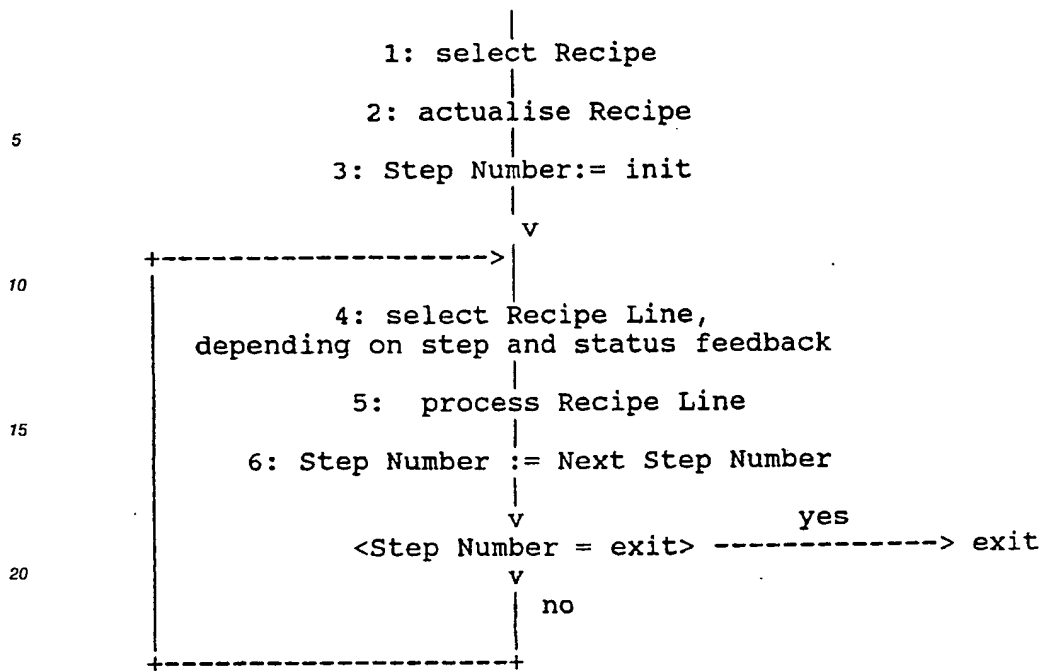 1: select Recipe
2: actualise Recipe
5
3: Step Number:= init
v
+-------------------->
10
4: select Recipe Line,
depending on step and status feedback
5: process Recipe Line
15
6: Step Number := Next Step Number
v yes
<Step Number = exit> -------------> exit
20
v
no
+---------------------+